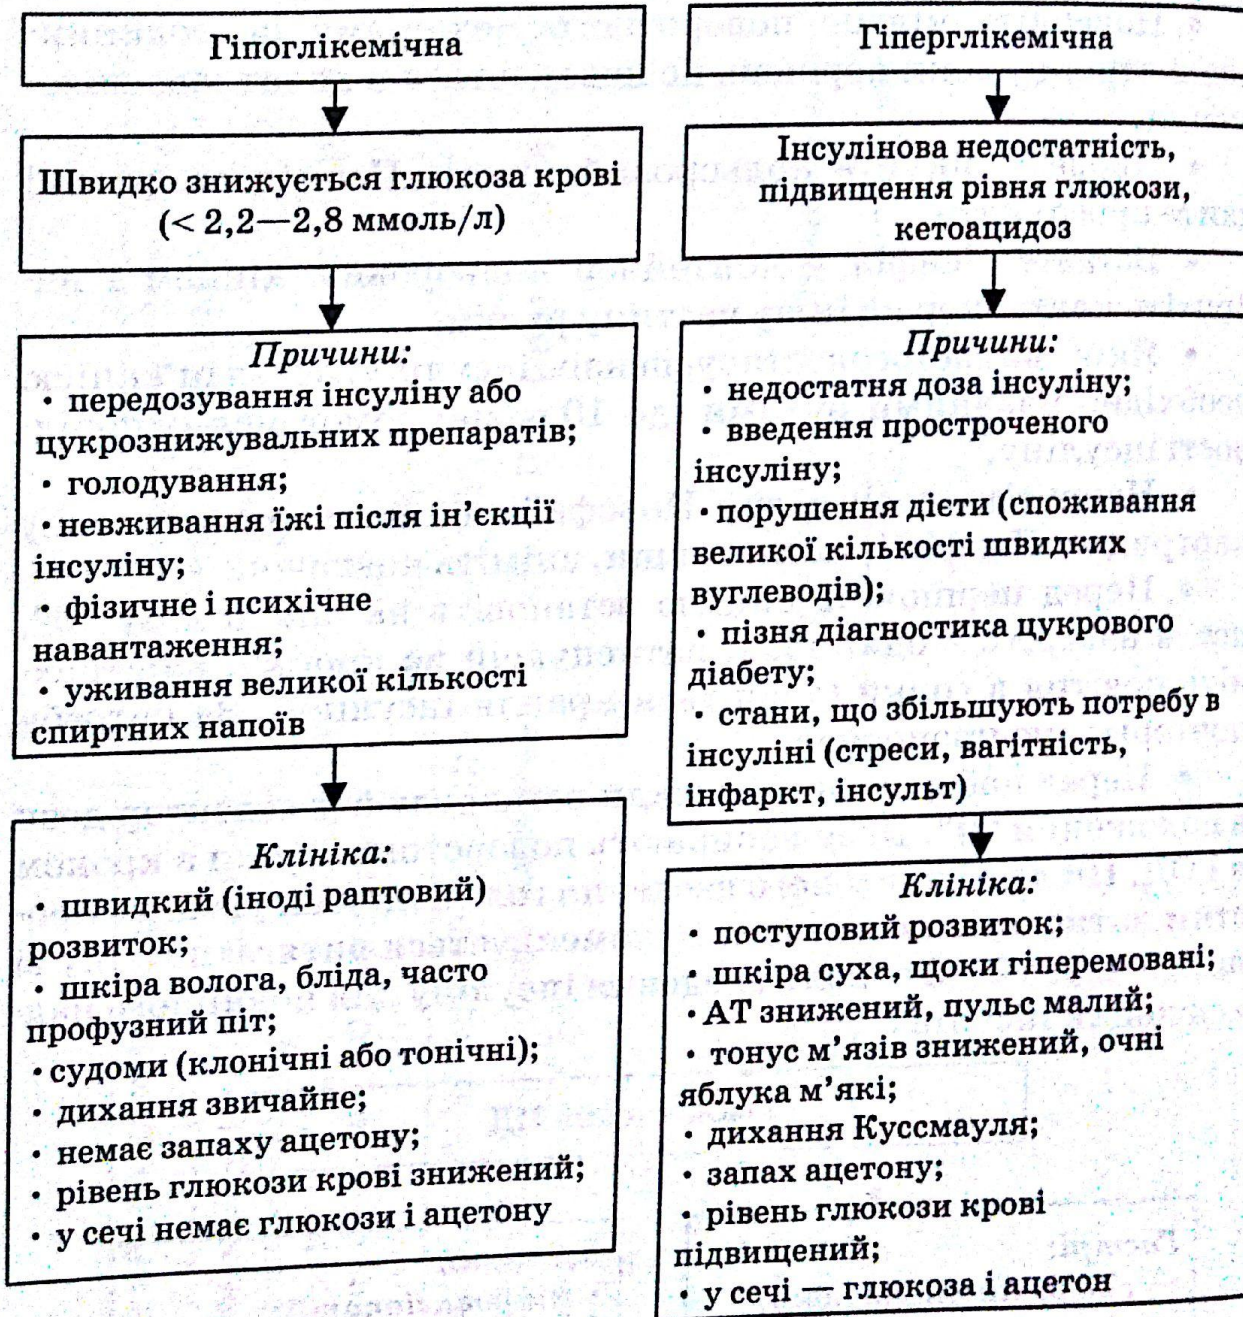 Гіпоглікемічна
Швидко знижується глюкоза крові
(< 2,2—2,8 ммоль/л)
Причини:
• передозування інсуліну або
цукрознижувальних препаратів;
• голодування;
• невживання їжі після ін’єкції
інсуліну;
• фізичне і психічне
навантаження;
• уживання великої кількості
спиртних напоїв
Клініка:
• швидкий (іноді раптовий)
розвиток;
• шкіра волога, бліда, часто
профузний піт;
• судоми (клонічні або тонічні);
• дихання звичайне;
• немає запаху ацетону;
• рівень глюкози крові знижений;
• у сечі немає глюкози і ацетону
Гіперглікемічна
Інсулінова недостатність,
підвищення рівня глюкози,
кетоацидоз
Причини:
• недостатня доза інсуліну;
• введення простроченого
інсуліну;
• порушення дієти (споживання
великої кількості швидких
вуглеводів);
• пізня діагностика цукрового
діабету;
• стани, що збільшують потребу в
інсуліні (стреси, вагітність,
інфаркт, інсульт)
Клініка:
• поступовий розвиток;
• шкіра суха, щоки гіперемовані;
• АТ знижений, пульс малий;
• тонус м’язів знижений, очні
яблука м’які;
• дихання Куссмауля;
• запах ацетону;
• рівень глюкози крові
підвищений;
• у сечі — глюкоза і ацетон